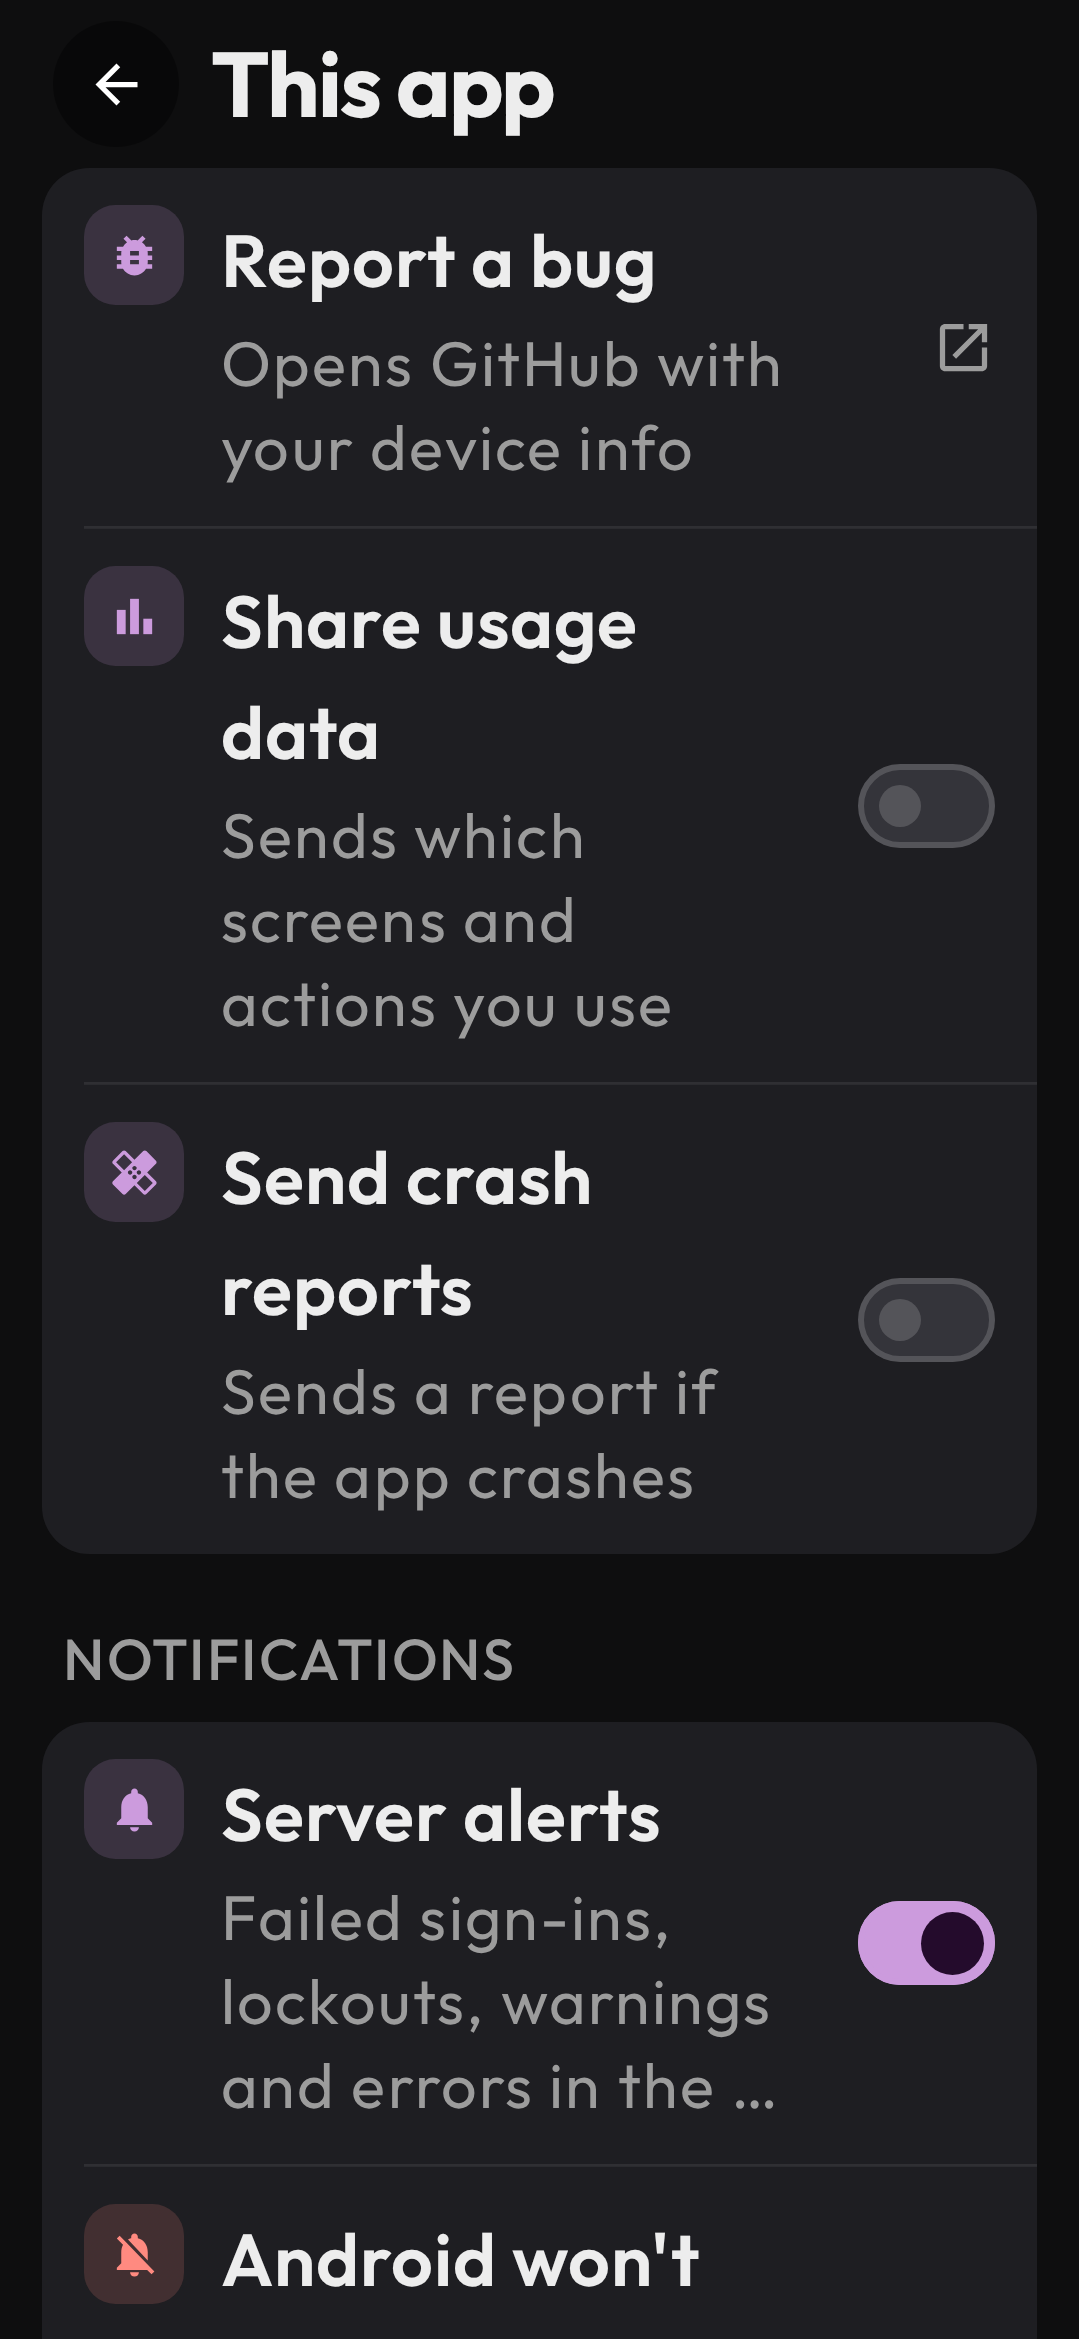 This app
Report a bug
Opens GitHub with
your device info
Share usage
data
Sends which
screens and
actions you use
Send crash
reports
Sends a report if
the app crashes
NOTIFICATIONS
Server alerts
Failed sign-ins,
lockouts, warnings
and errors in the …
Android won't